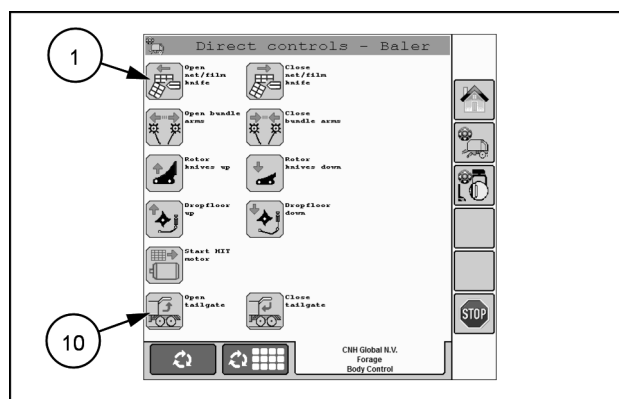 1
Direct controls - Baler
Open
net/film
knife
Close
net/film
knife
Open bundle
arms
Close
bundle arms
Rotor
knives up
Rotor
knives down
Dropfloor
up
Dropfloor
down
Start HIT
motor
Open
tailgate
Close
tailgate
STOP
10
CNH Global N.V.
Forage
Body Control